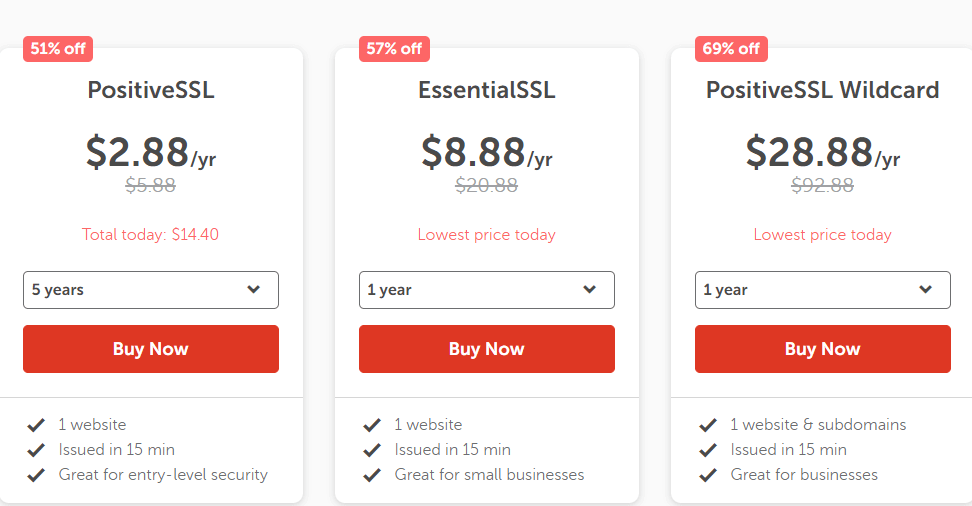 51% off
PositiveSSL
$2.88/yr
$5.88
Total today: $14.40
5 years
Buy Now
1 website
Issued in 15 min
Great for entry-level security
57% off
EssentialSSL
$8.88/yr
$20.88
Lowest price today
1 year
Buy Now
1 website
Issued in 15 min
Great for small businesses
69% off
PositiveSSL Wildcard
$28.88/yr
$92.88
Lowest price today
1 year
Buy Now
1 website & subdomains
Issued in 15 min
Great for businesses